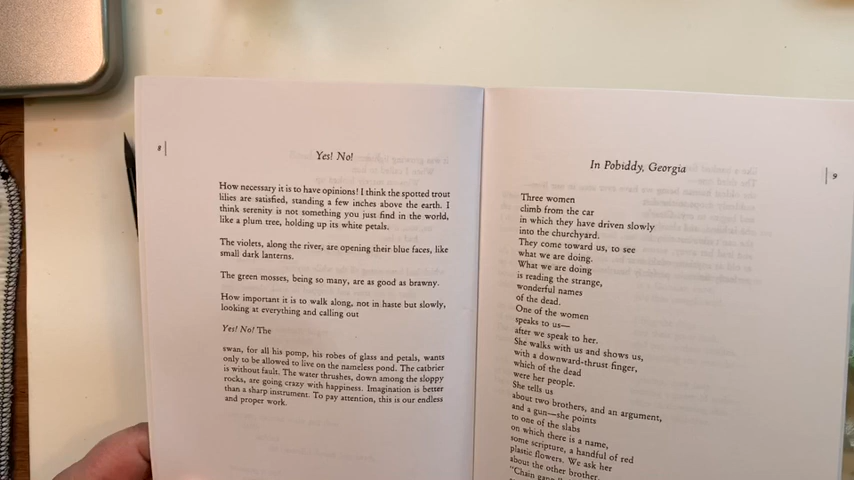 8
Yes! No!
How necessary it is to have opinions! I think the spotted trout
lilies are satisfied, standing a few inches above the earth. I
think serenity is not something you just find in the world,
like a plum tree, holding up its white petals.
The violets, along the river, are opening their blue faces, like
small dark lanterns.
The green mosses, being so many, are as good as brawny.
How important it is to walk along, not in haste but slowly,
looking at everything and calling out
Yes! No! The
swan, for all his pomp, his robes of glass and petals, wants
only to be allowed to live on the nameless pond. The catbrier
is without fault. The water thrushes, down among the sloppy
rocks, are going crazy with happiness. Imagination is better
than a sharp instrument. To pay attention, this is our endless
and proper work.
In Pobiddy, Georgia
9
Three women
climb from the car
in which they have driven slowly
into the churchyard.
They come toward us, to see
what we are doing.
What we are doing
is reading the strange,
wonderful names
of the dead.
One of the women
speaks to us—
after we speak to her.
She walks with us and shows us,
with a downward-thrust finger,
which of the dead
were her people.
She tells us
about two brothers, and an argument,
and a gun—she points
to one of the slabs
on which there is a name,
some scripture, a handful of red
plastic flowers. We ask her
about the other brother.
"Chain gang